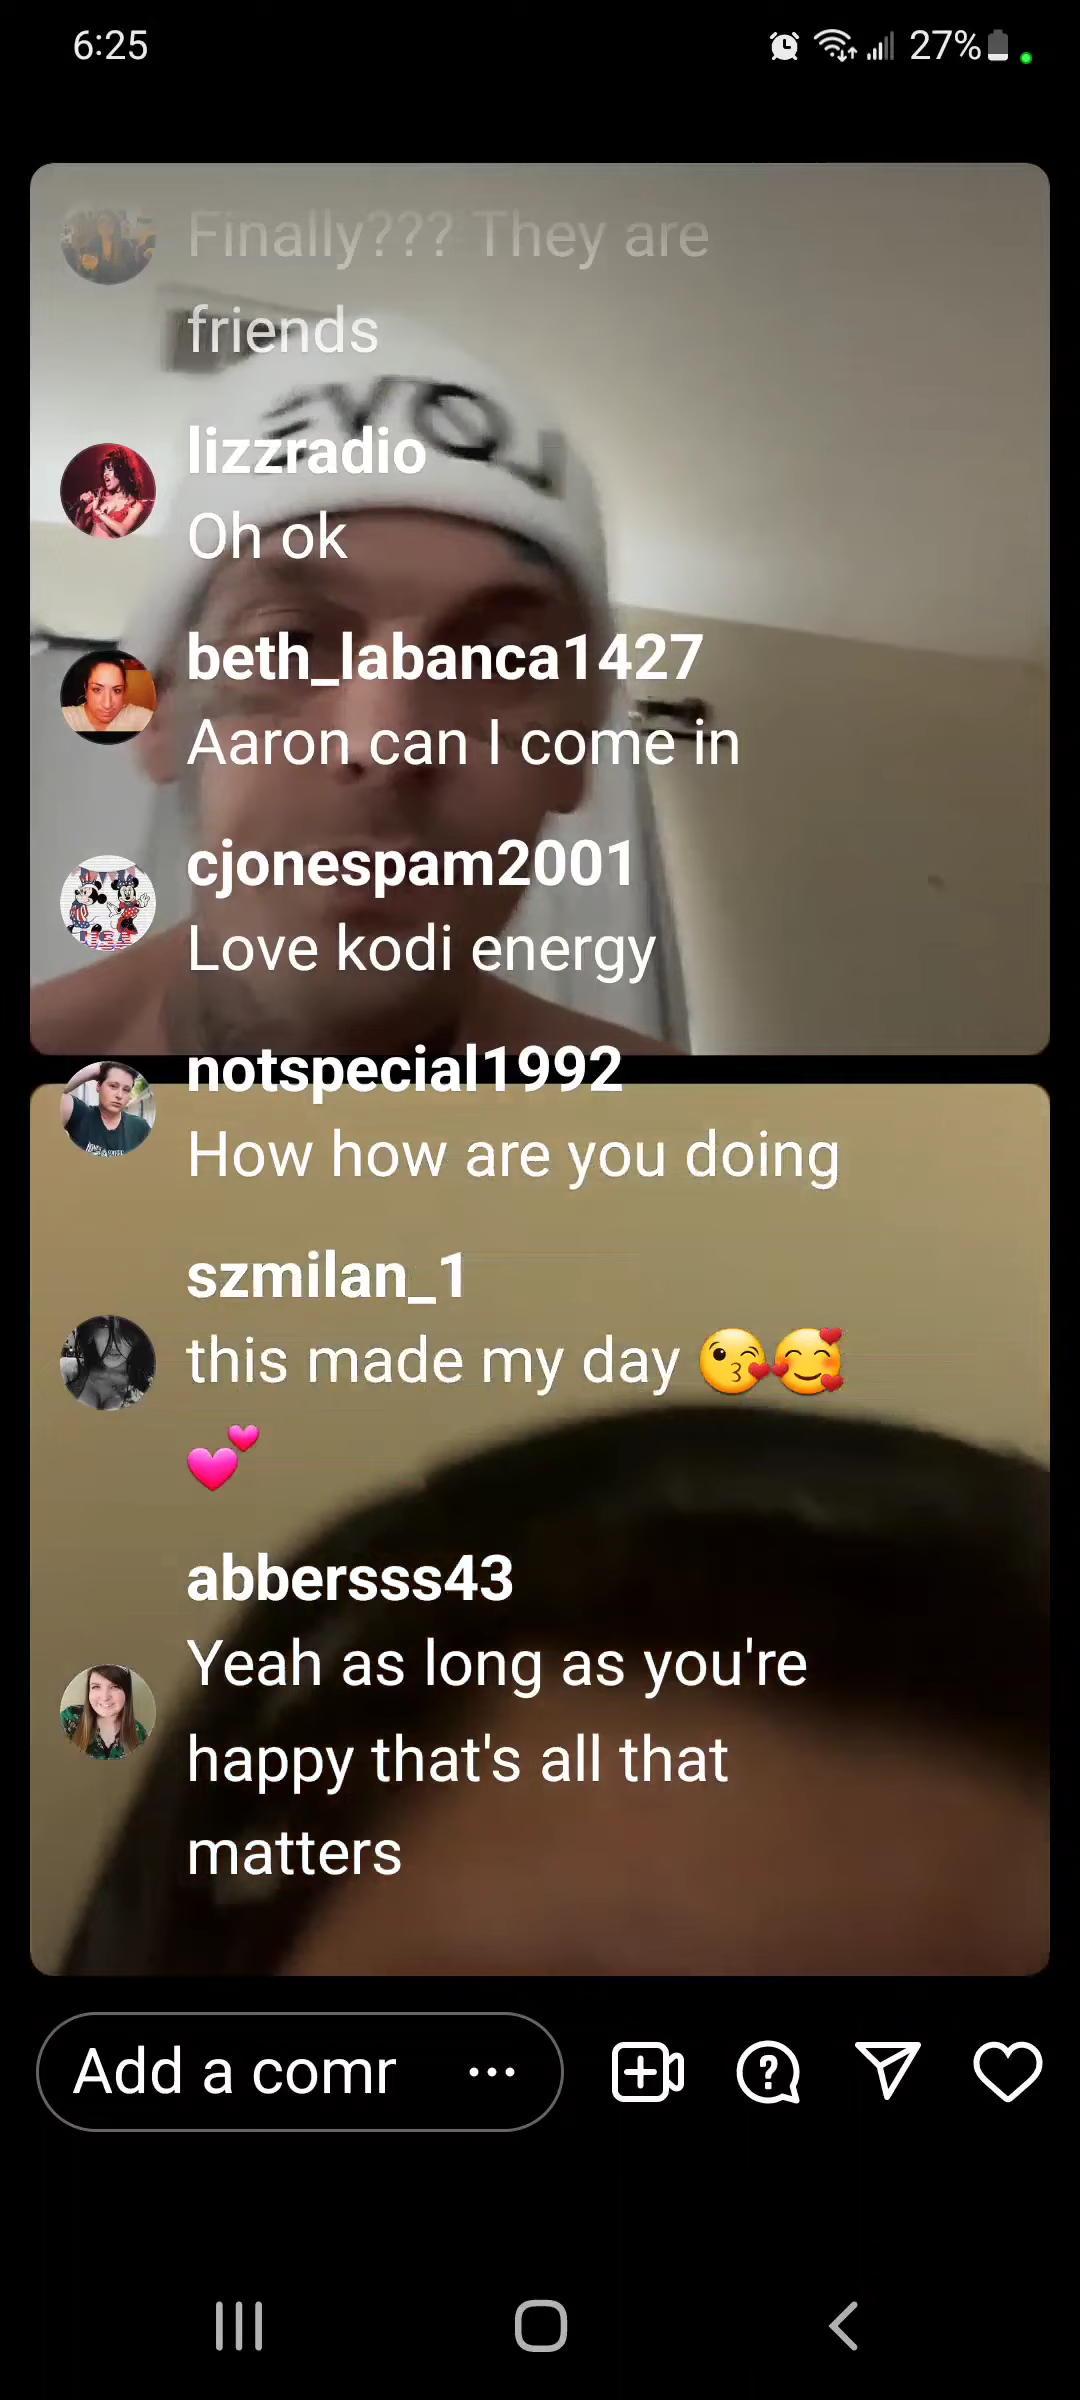 6:25
27%
Finally??? They are
friends
LOVE
lizzradio
Oh ok
beth_labanca1427
Aaron can I come in
cjonespam2001
Love kodi energy
USA
notspecial1992
How how are you doing
szmilan_1
this made my day 😘🥰
💕
abbersss43
Yeah as long as you're
happy that's all that
matters
Add a comr